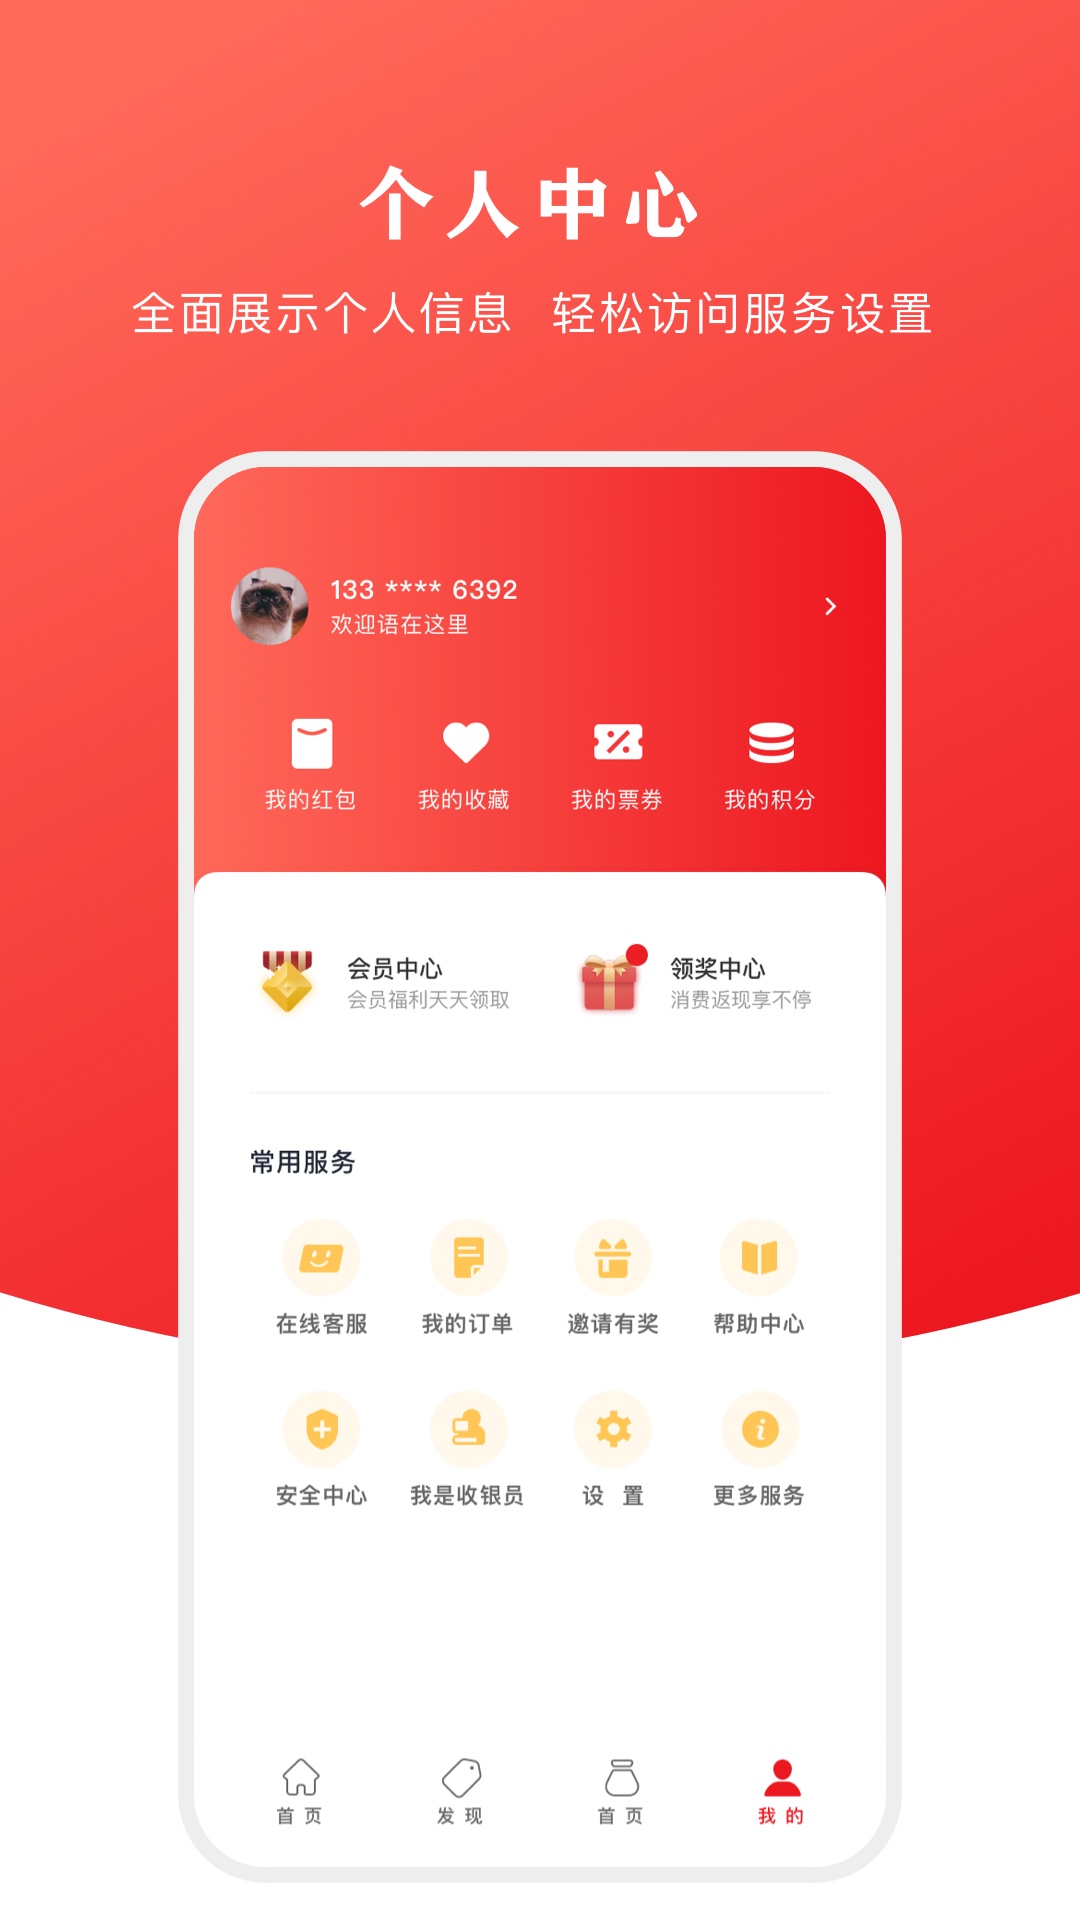 个人中心
全面展示个人信息 轻松访问服务设置
133 **** 6392
欢迎语在这里
我的红包 我的收藏 我的票券 我的积分
会员中心 领奖中心
会员福利天天领取 消费返现享不停
常用服务
在线客服 我的订单 邀请有奖 帮助中心
安全中心 我是收银员 设 置 更多服务
首 页 发 现 首 页 我 的